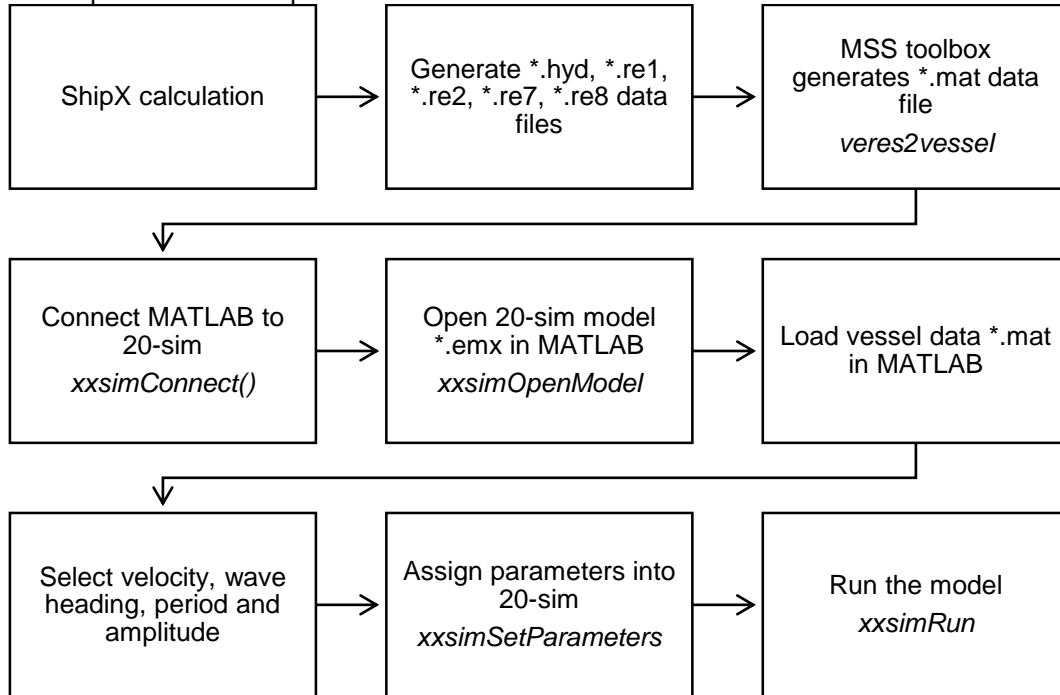 ShipX calculation
Generate *.hyd, *.re1,
*.re2, *.re7, *.re8 data
files
MSS toolbox
generates *.mat data
file
veres2vessel
Connect MATLAB to
20-sim
xxsimConnect()
Open 20-sim model
*.emx in MATLAB
xxsimOpenModel
Load vessel data *.mat
in MATLAB
Select velocity, wave
heading, period and
amplitude
Assign parameters into
20-sim
xxsimSetParameters
Run the model
xxsimRun